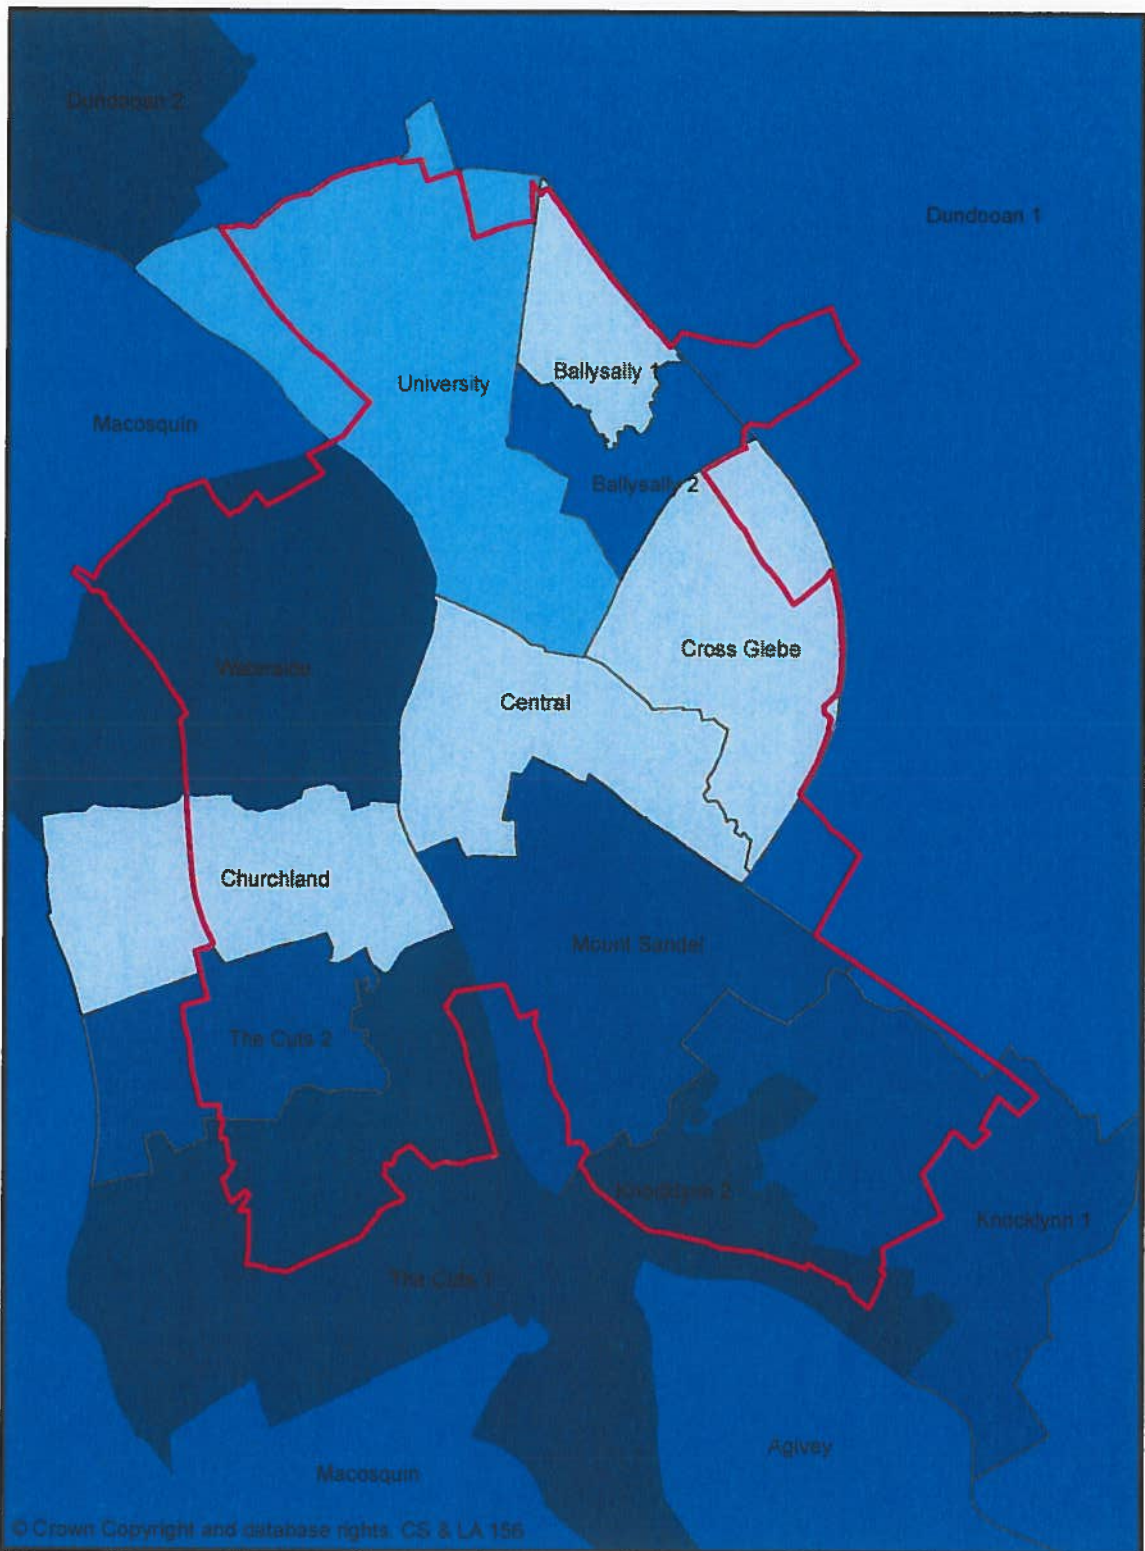 Dundooan 2
Dundooan 1
University
Ballysally 1
Macosquin
Ballysally 2
Waterside
Cross Glebe
Central
Churchland
Mount Sandel
The Cuts 2
Knocklynn 2
Knocklynn 1
The Cuts 1
Agivey
Macosquin
© Crown Copyright and database rights CS & LA 156